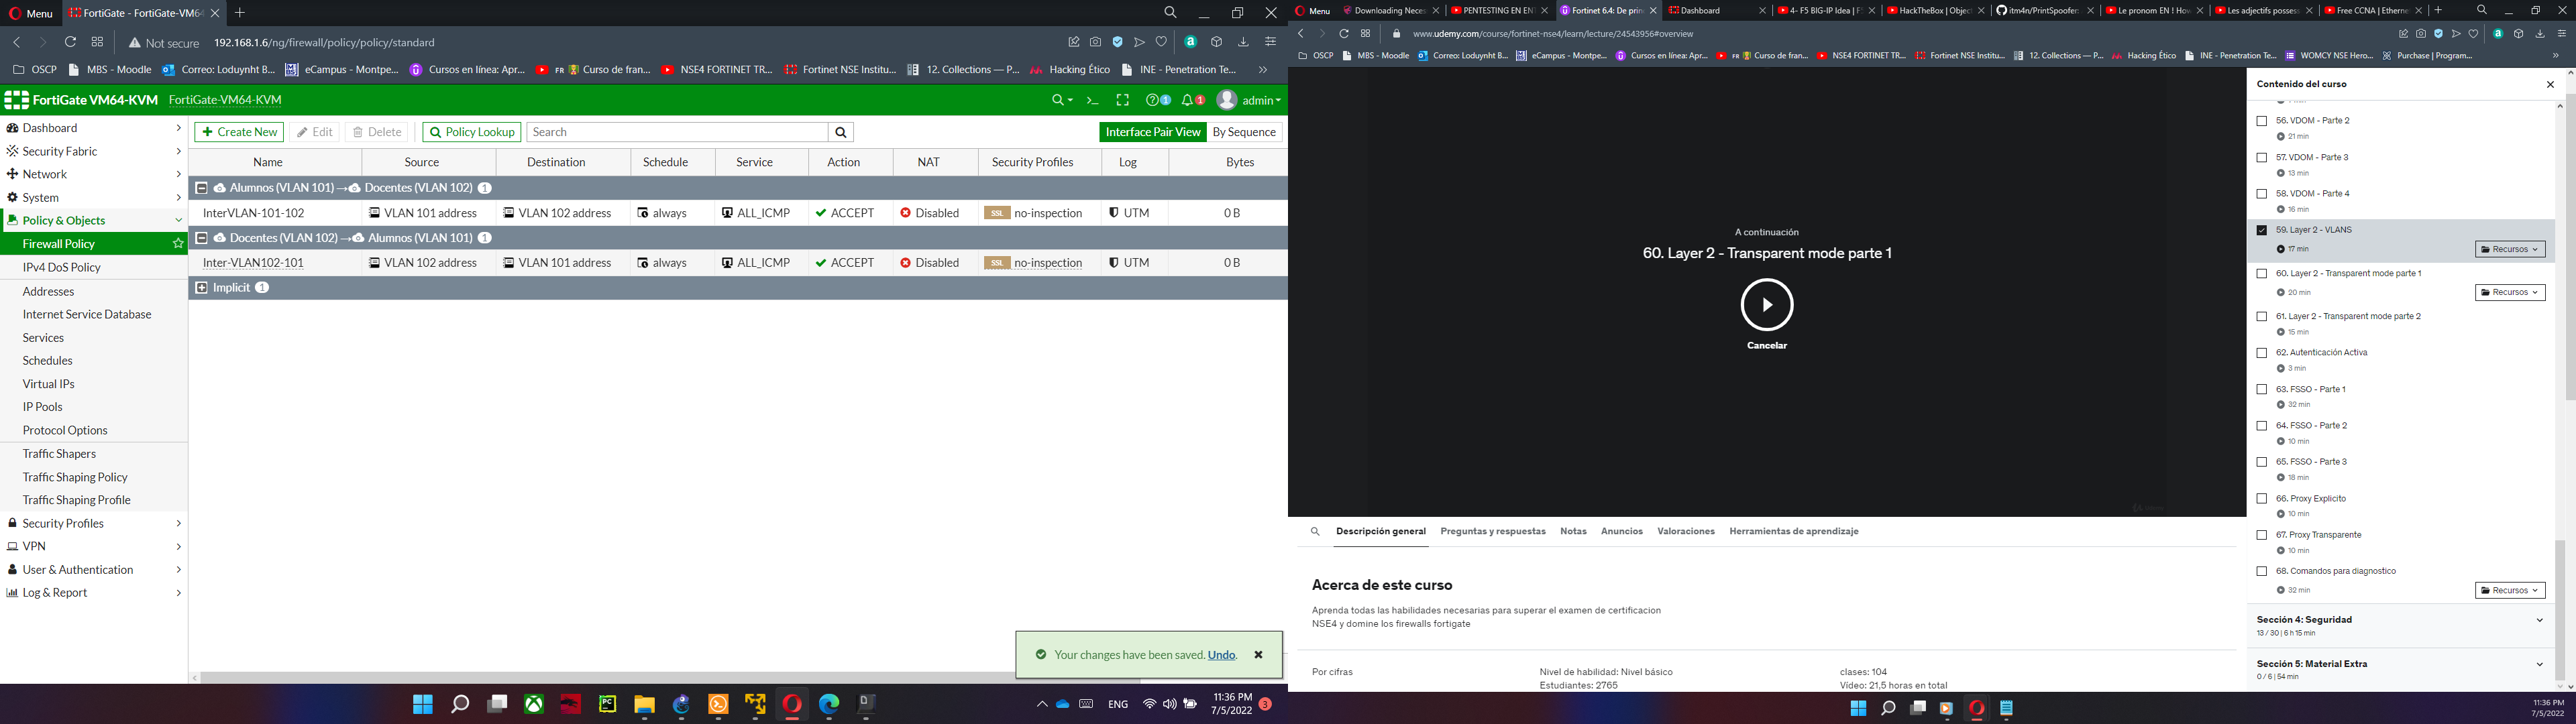 Menu
FortiGate - FortiGate-VM64
Not secure
192.168.1.6/ng/firewall/policy/policy/standard
OSCP
MBS - Moodle
Correo: Loduynht B...
eCampus - Montpe...
Cursos en línea: Apr...
FR
Curso de fran...
NSE4 FORTINET TR...
Fortinet NSE Institu...
12. Collections — P...
Hacking Ético
INE - Penetration Te...
FortiGate VM64-KVM
FortiGate-VM64-KVM
1
1
admin
Dashboard
Security Fabric
Network
System
Policy & Objects
Firewall Policy
IPv4 DoS Policy
Addresses
Internet Service Database
Services
Schedules
Virtual IPs
IP Pools
Protocol Options
Traffic Shapers
Traffic Shaping Policy
Traffic Shaping Profile
Security Profiles
VPN
User & Authentication
Log & Report
Create New
Edit
Delete
Policy Lookup
Search
Interface Pair View
By Sequence
Name Source Destination Schedule Service Action NAT Security Profiles Log Bytes
Alumnos (VLAN 101) → Docentes (VLAN 102) 1
InterVLAN-101-102 VLAN 101 address VLAN 102 address always ALL_ICMP ACCEPT Disabled SSL no-inspection UTM 0 B
Docentes (VLAN 102) → Alumnos (VLAN 101) 1
Inter-VLAN102-101 VLAN 102 address VLAN 101 address always ALL_ICMP ACCEPT Disabled SSL no-inspection UTM 0 B
Implicit 1
Your changes have been saved. Undo.
ENG
11:36 PM
7/5/2022
3
Menu
Downloading Neces
PENTESTING EN ENT
Fortinet 6.4: De prin
Dashboard
4- F5 BIG-IP Idea | F5
HackTheBox | Object
itm4n/PrintSpoofer:
Le pronom EN ! How
Les adjectifs possess
Free CCNA | Etherne
www.udemy.com/course/fortinet-nse4/learn/lecture/24543956#overview
OSCP
MBS - Moodle
Correo: Loduynht B...
eCampus - Montpe...
Cursos en línea: Apr...
FR
Curso de fran...
NSE4 FORTINET TR...
Fortinet NSE Institu...
12. Collections — P...
Hacking Ético
INE - Penetration Te...
WOMCY NSE Hero...
Purchase | Program...
A continuación
60. Layer 2 - Transparent mode parte 1
Cancelar
Descripción general
Preguntas y respuestas
Notas
Anuncios
Valoraciones
Herramientas de aprendizaje
Acerca de este curso
Aprenda todas las habilidades necesarias para superar el examen de certificacion
NSE4 y domine los firewalls fortigate
Por cifras
Nivel de habilidad: Nivel básico
Estudiantes: 2765
clases: 104
Vídeo: 21,5 horas en total
Contenido del curso
56. VDOM - Parte 2
21 min
57. VDOM - Parte 3
13 min
58. VDOM - Parte 4
16 min
59. Layer 2 - VLANS
17 min
Recursos
60. Layer 2 - Transparent mode parte 1
20 min
Recursos
61. Layer 2 - Transparent mode parte 2
15 min
62. Autenticación Activa
3 min
63. FSSO - Parte 1
32 min
64. FSSO - Parte 2
10 min
65. FSSO - Parte 3
18 min
66. Proxy Explicito
10 min
67. Proxy Transparente
10 min
68. Comandos para diagnostico
32 min
Recursos
Sección 4: Seguridad
13 / 30 | 6 h 15 min
Sección 5: Material Extra
0 / 6 | 54 min
11:36 PM
7/5/2022